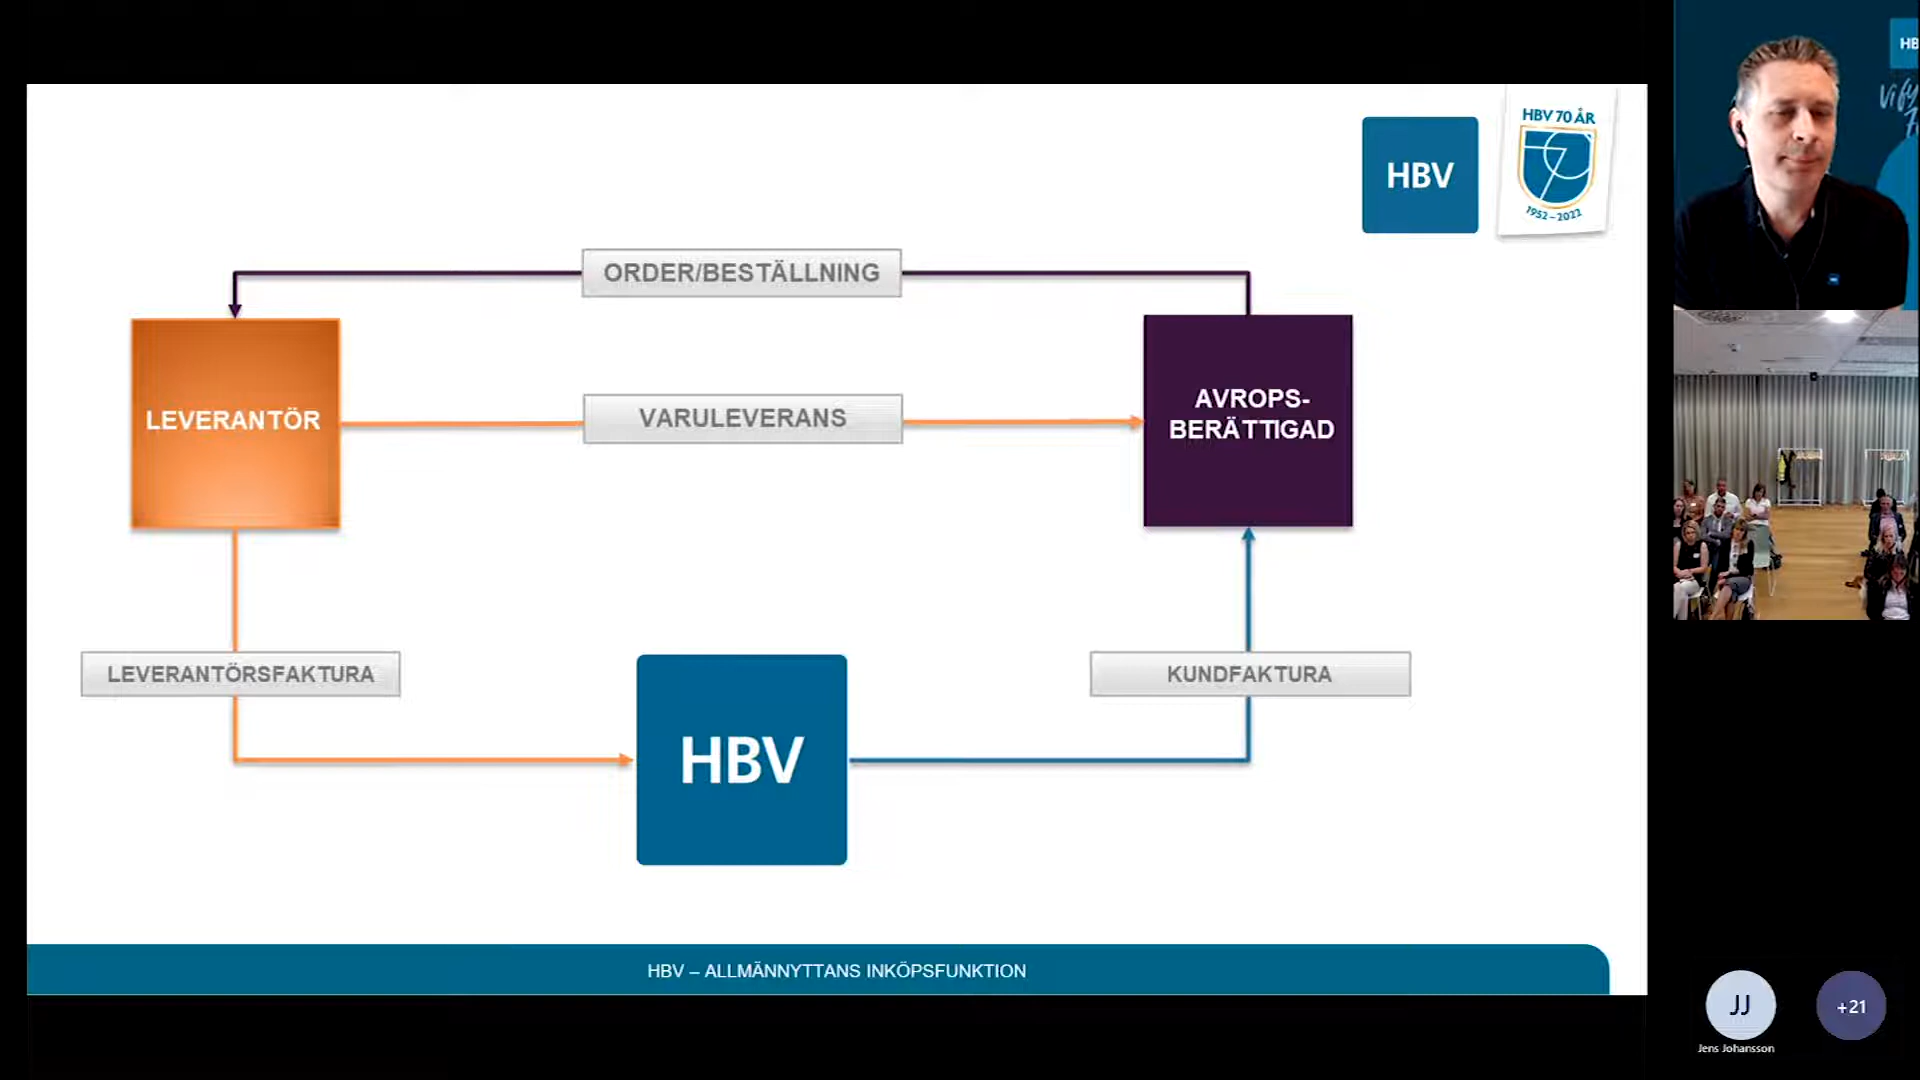 HBV
HBV 70 ÅR
1952–2022
ORDER/BESTÄLLNING
LEVERANTÖR
VARULEVERANS
AVROPS-
BERÄTTIGAD
LEVERANTÖRSFAKTURA
HBV
KUNDFAKTURA
HBV – ALLMÄNNYTTANS INKÖPSFUNKTION
HB
JJ
+21
Jens Johansson